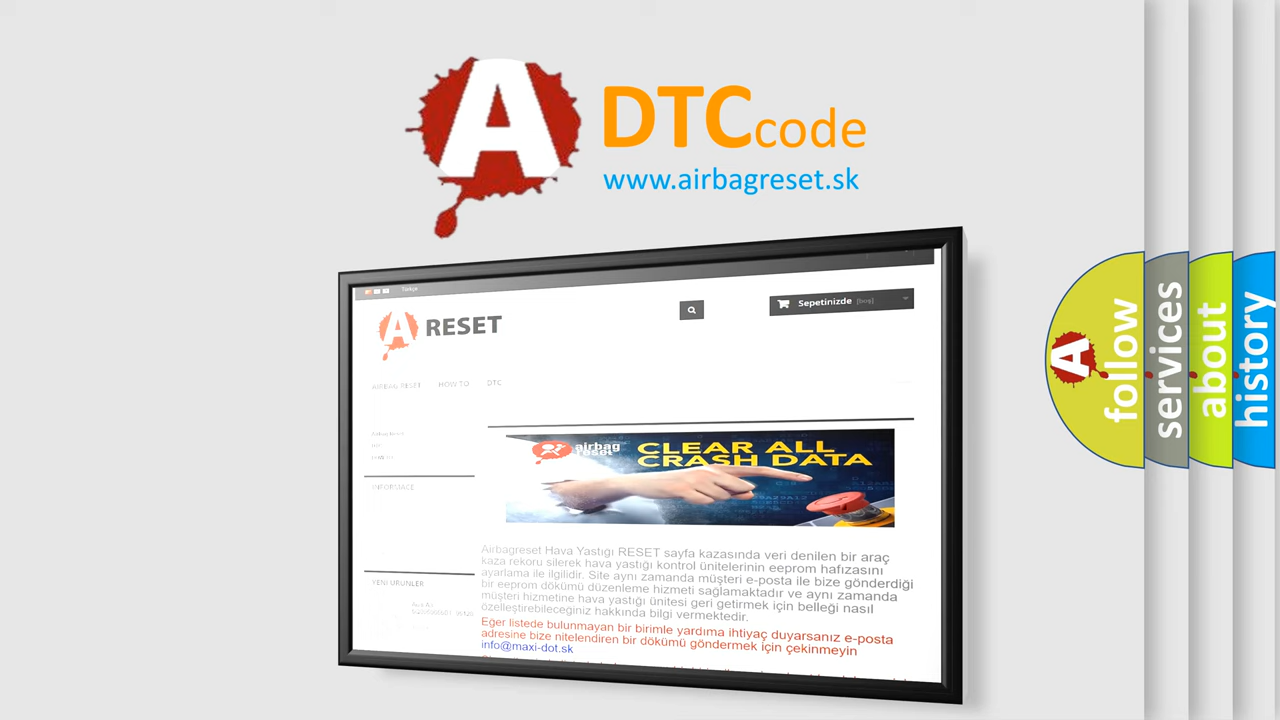 A
DTCcode
www.airbagreset.sk
Türkçe
A RESET
Sepetinizde [boş]
AIRBAG RESET HOW TO DTC
airbag
reset
CLEAR ALL
CRASH DATA
INFORMACE
Airbagreset Hava Yastığı RESET sayfa kazasında veri denilen bir araç
kaza rekoru silerek hava yastığı kontrol ünitelerinin eeprom hafızasını
ayarlama ile ilgilidir. Site aynı zamanda müşteri e-posta ile bize gönderdiği
bir eeprom dökümü düzenleme hizmeti sağlamaktadır ve aynı zamanda
müşteri hizmetine hava yastığı ünitesi geri getirmek için belleği nasıl
özelleştirebileceğiniz hakkında bilgi vermektedir.
YENI ÜRÜNLER
Eğer listede bulunmayan bir birimle yardıma ihtiyaç duyarsanız e-posta
adresine bize nitelendiren bir dökümü göndermek için çekinmeyin
info@maxi-dot.sk
A
follow
services
about
history